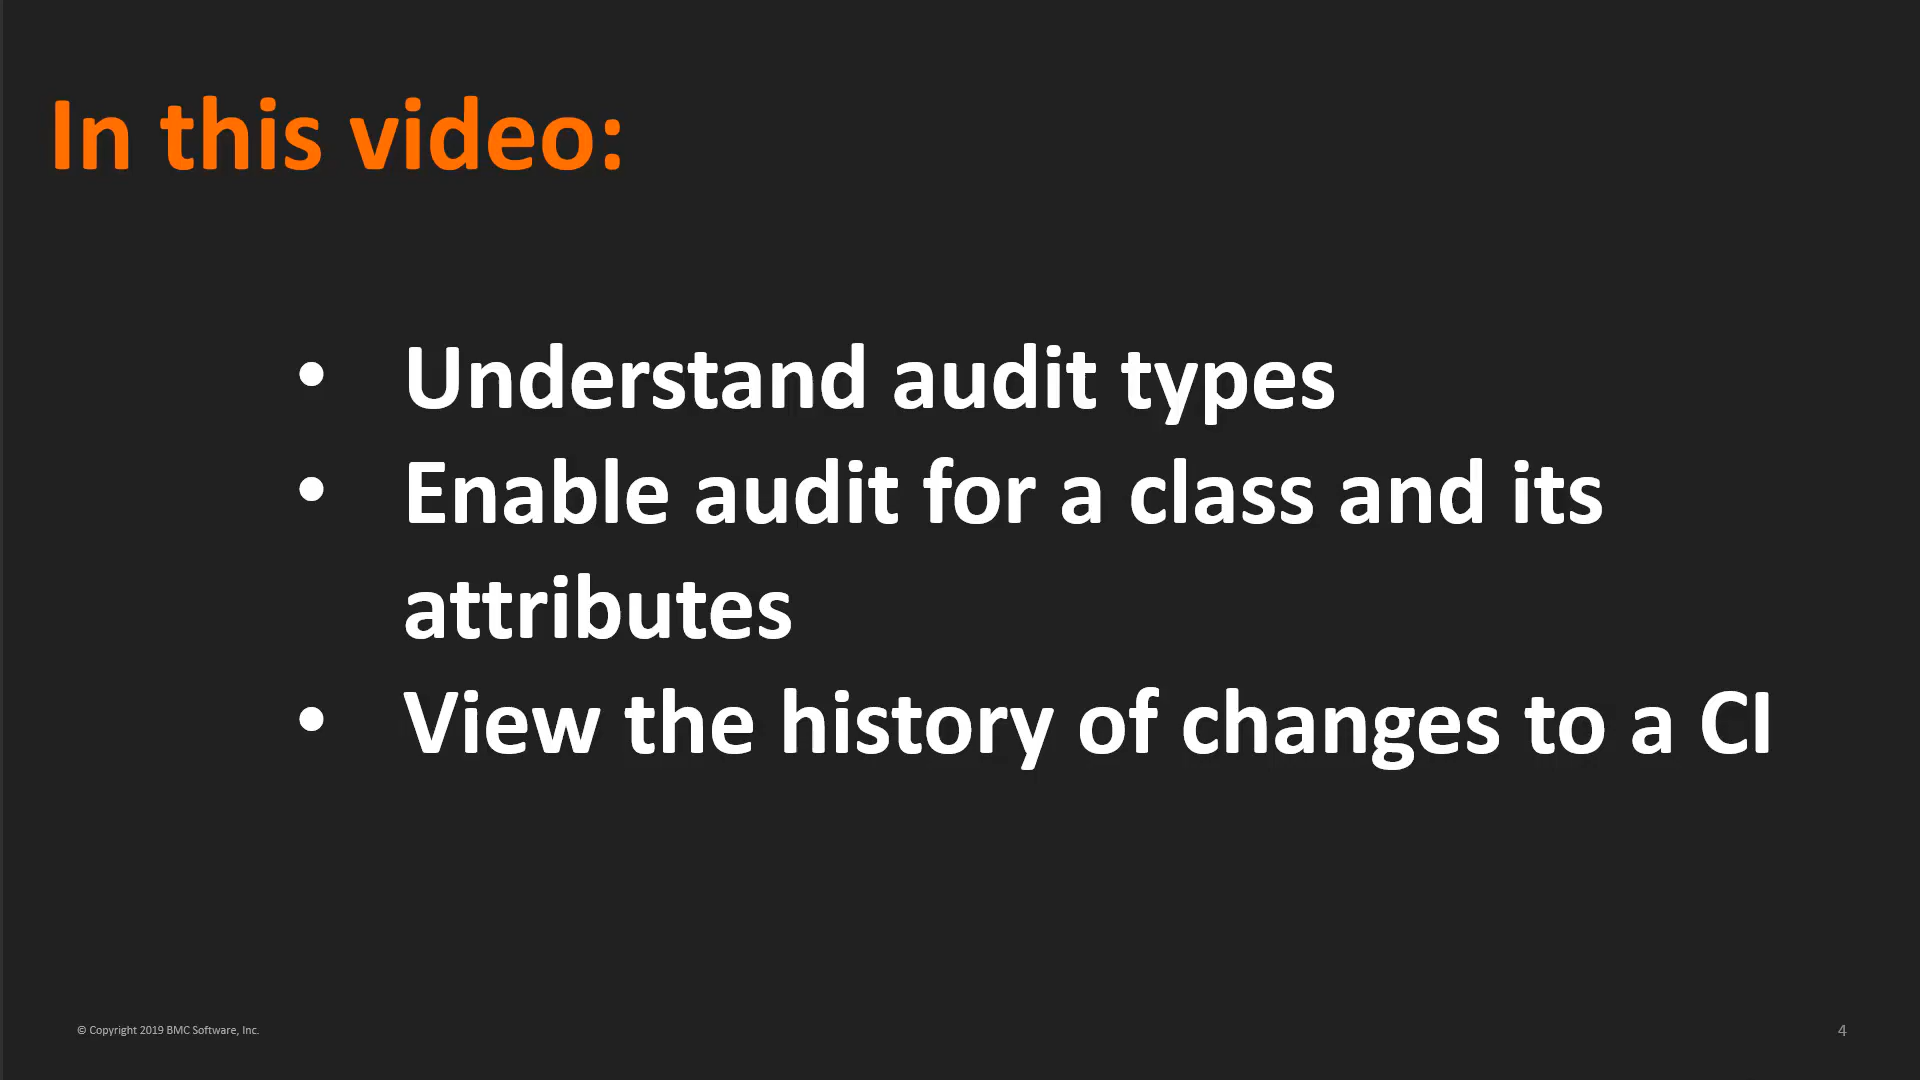 In this video:
• Understand audit types
• Enable audit for a class and its
attributes
• View the history of changes to a CI
© Copyright 2019 BMC Software, Inc.
4